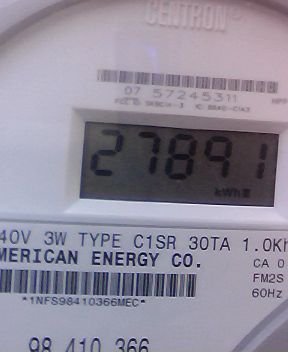 CENTRON
07 57245311
27891
kWh
40V 3W TYPE C1SR 30TA 1.0Kh
MERICAN ENERGY CO.
CA 0
FM2S
60Hz
*1NFS98410366MEC*
98 410 366